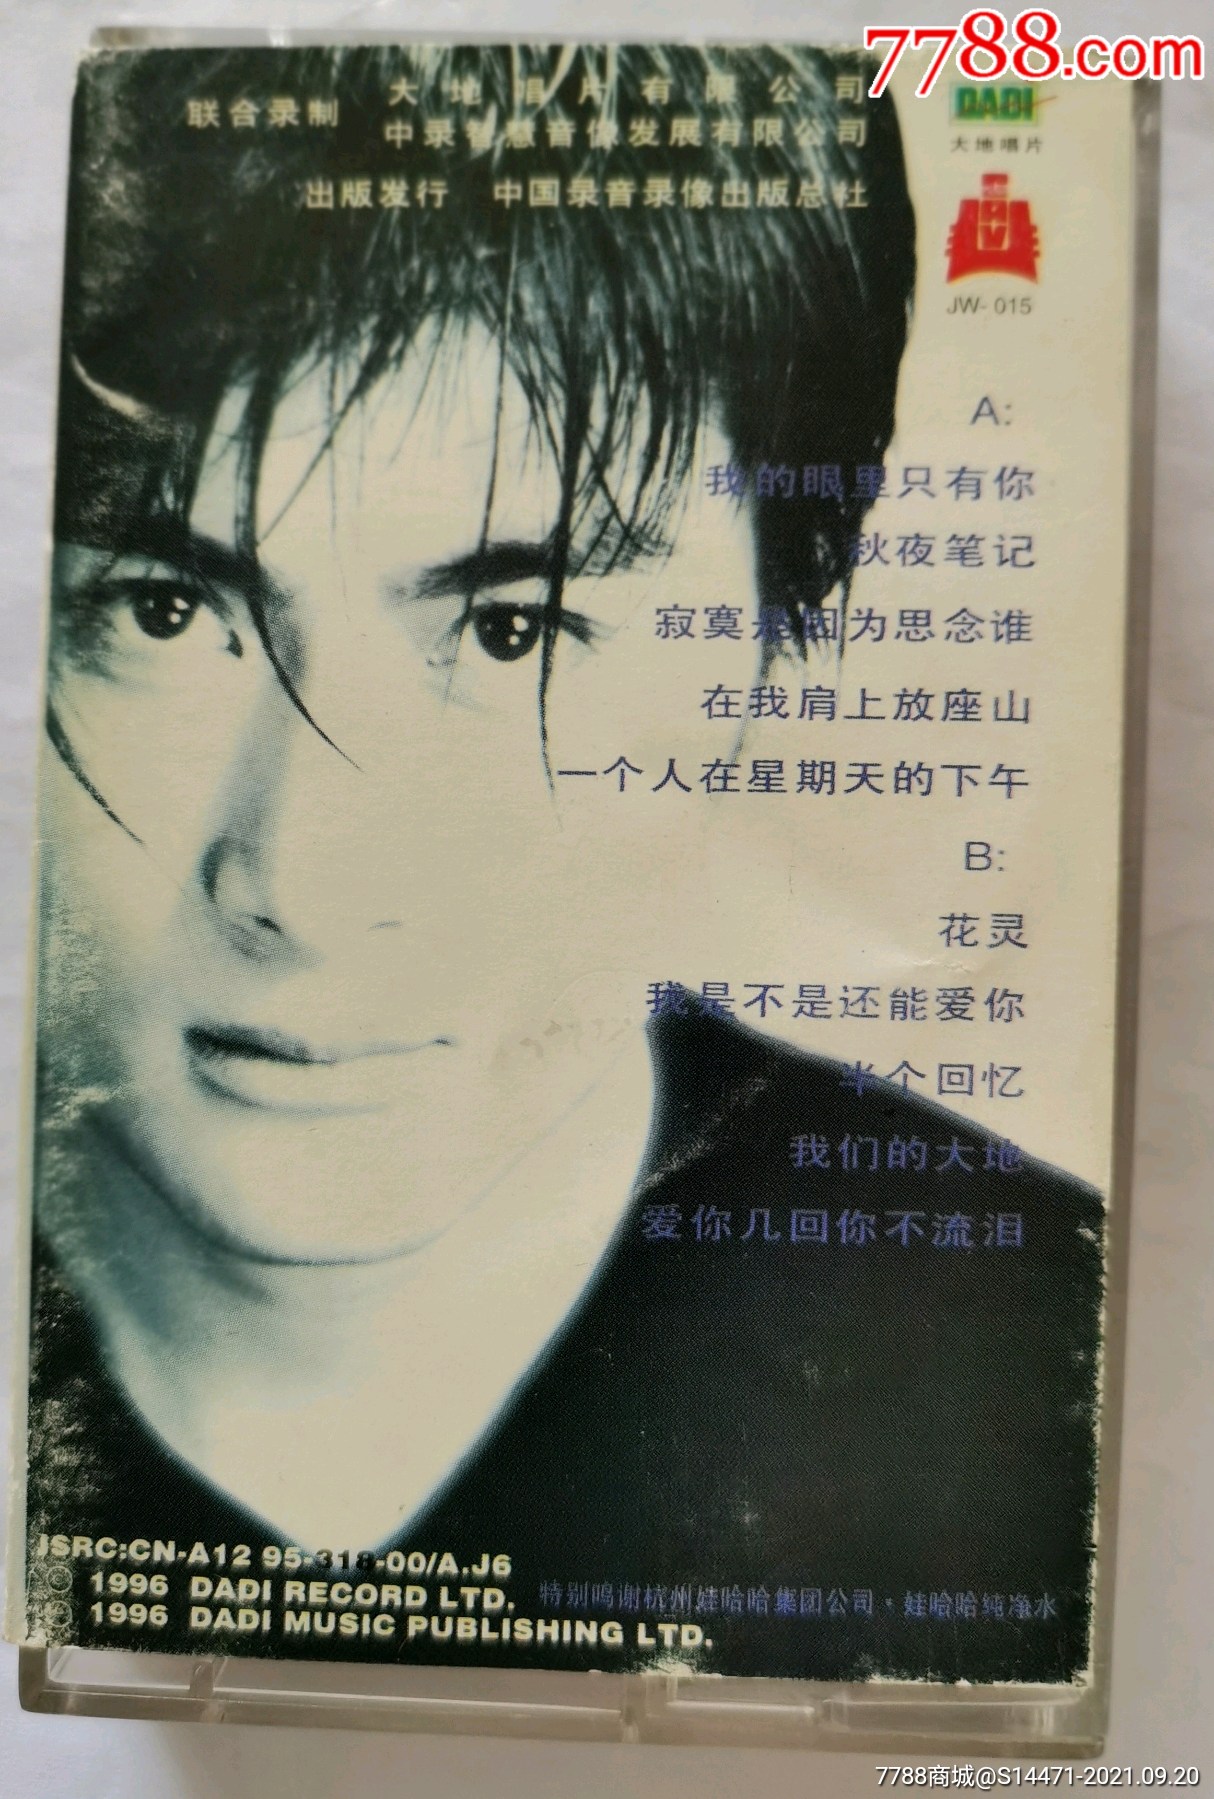 7788.com
联合录制
大地唱片有限公司
中录智慧音像发展有限公司
出版发行 中国录音录像出版总社
DADI
大地唱片
JW- 015
A:
我的眼里只有你
秋夜笔记
寂寞是因为思念谁
在我肩上放座山
一个人在星期天的下午
B:
花灵
我是不是还能爱你
半个回忆
我们的大地
爱你几回你不流泪
ISRC:CN-A12 95-318-00/A.J6
℗ 1996 DADI RECORD LTD.
© 1996 DADI MUSIC PUBLISHING LTD.
特别鸣谢杭州娃哈哈集团公司·娃哈哈纯净水
7788商城@S14471-2021.09.20